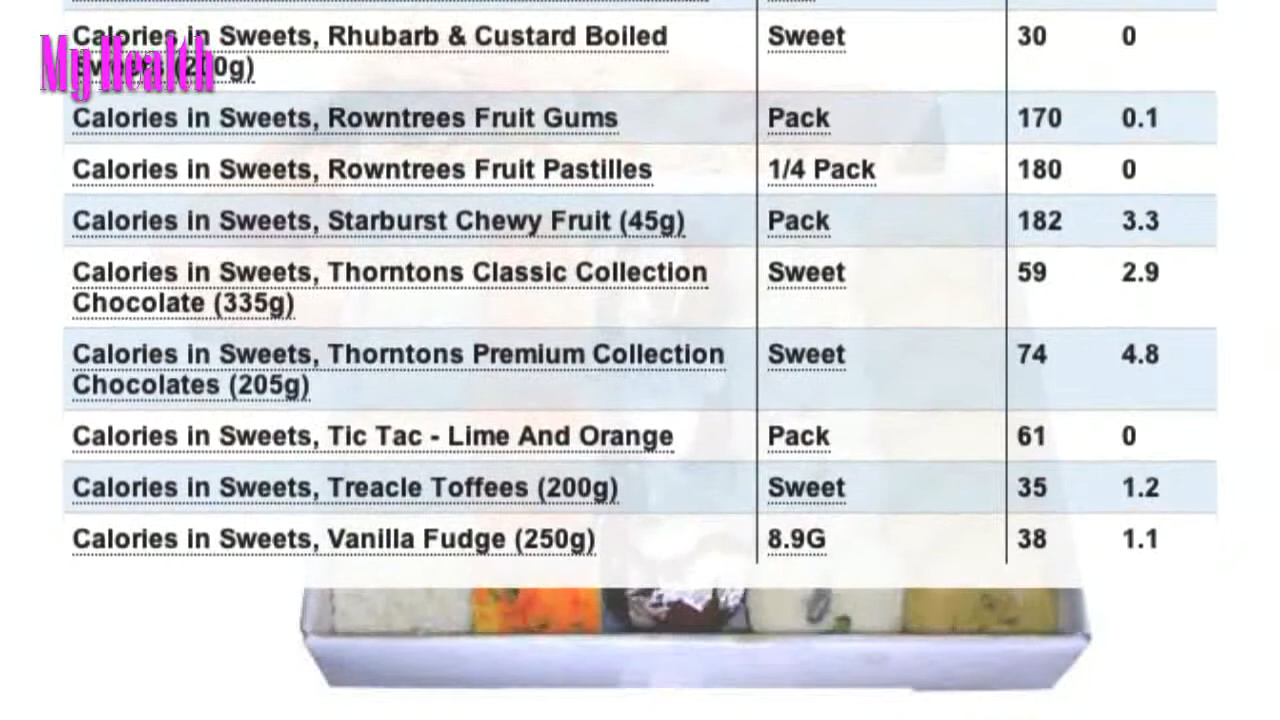 My Health
Calories in Sweets, Rhubarb & Custard Boiled Sweet 30 0
Sweets (200g)
Calories in Sweets, Rowntrees Fruit Gums Pack 170 0.1
Calories in Sweets, Rowntrees Fruit Pastilles 1/4 Pack 180 0
Calories in Sweets, Starburst Chewy Fruit (45g) Pack 182 3.3
Calories in Sweets, Thorntons Classic Collection Sweet 59 2.9
Chocolate (335g)
Calories in Sweets, Thorntons Premium Collection Sweet 74 4.8
Chocolates (205g)
Calories in Sweets, Tic Tac - Lime And Orange Pack 61 0
Calories in Sweets, Treacle Toffees (200g) Sweet 35 1.2
Calories in Sweets, Vanilla Fudge (250g) 8.9G 38 1.1